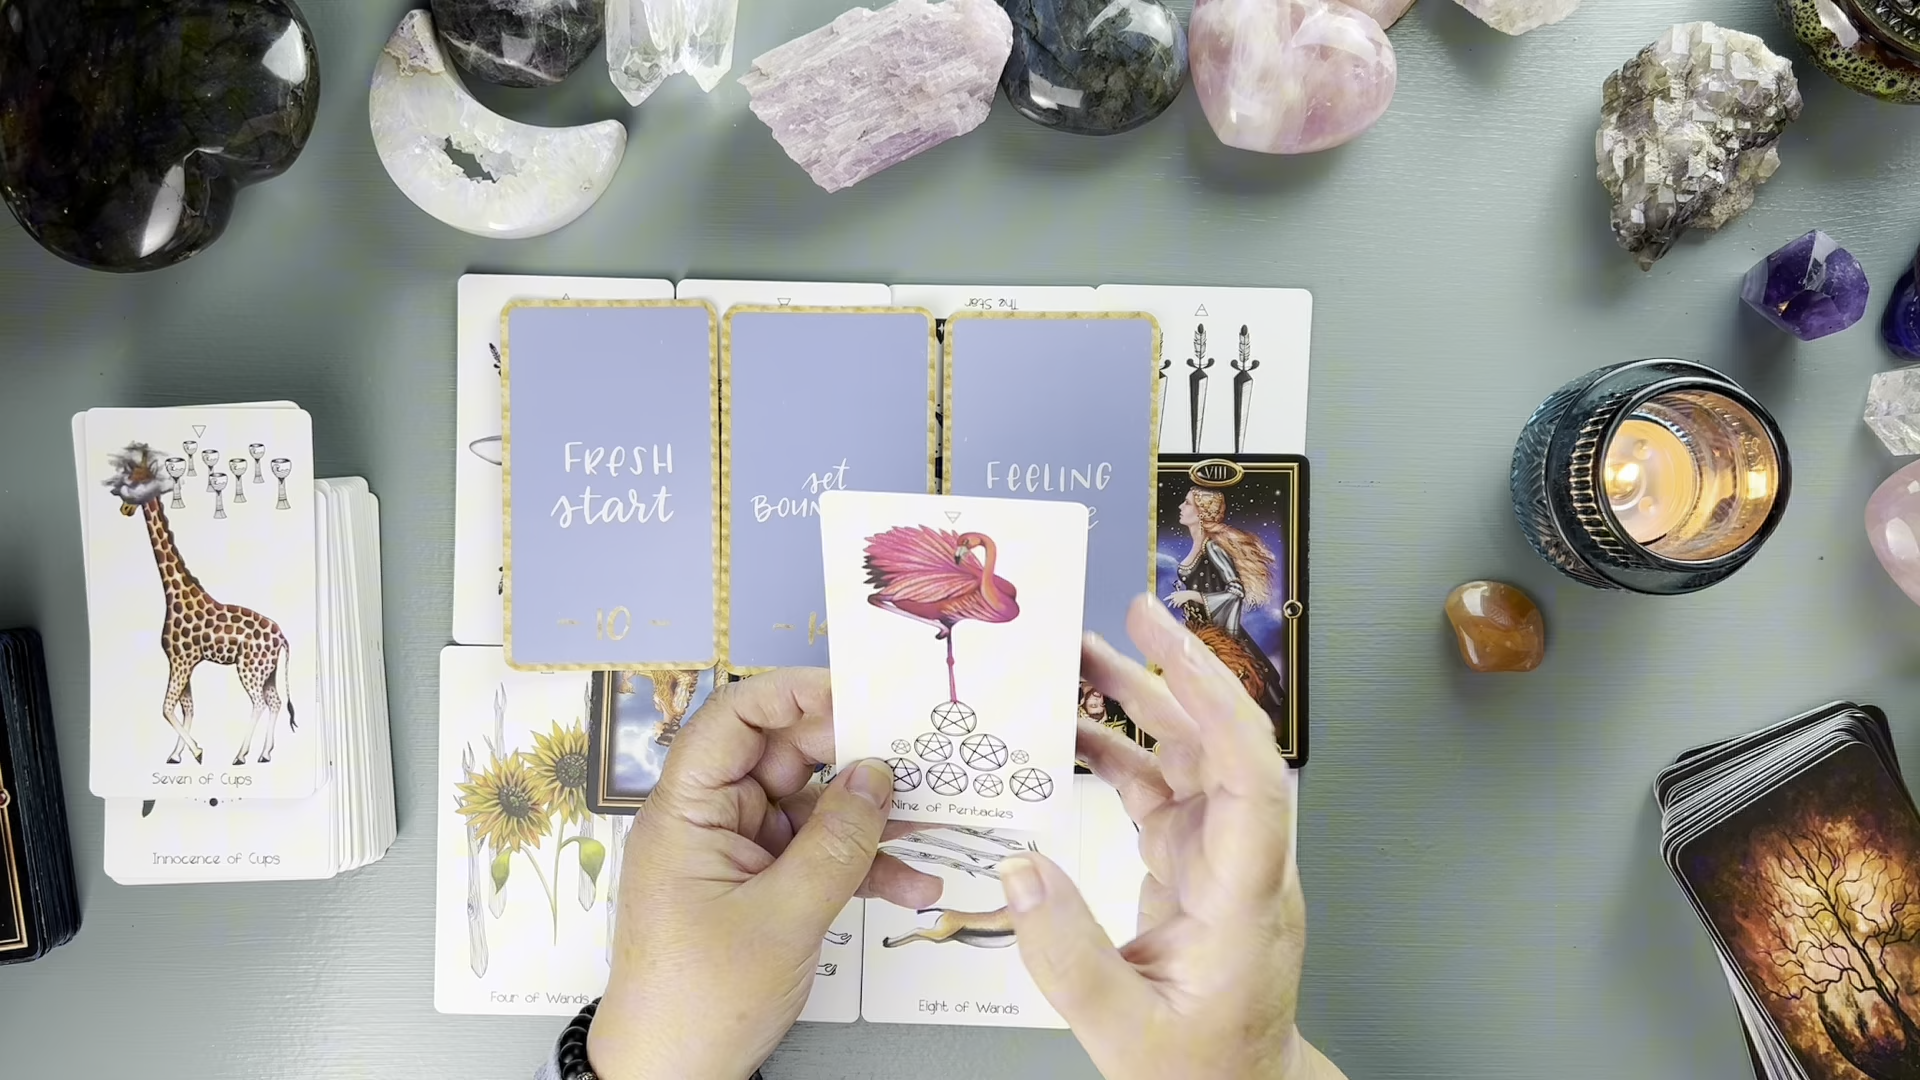 The Star
FRESH
start
- 10 -
set
FEELING
VIII
Seven of Cups
Innocence of Cups
Nine of Pentacles
Four of Wands
Eight of Wands